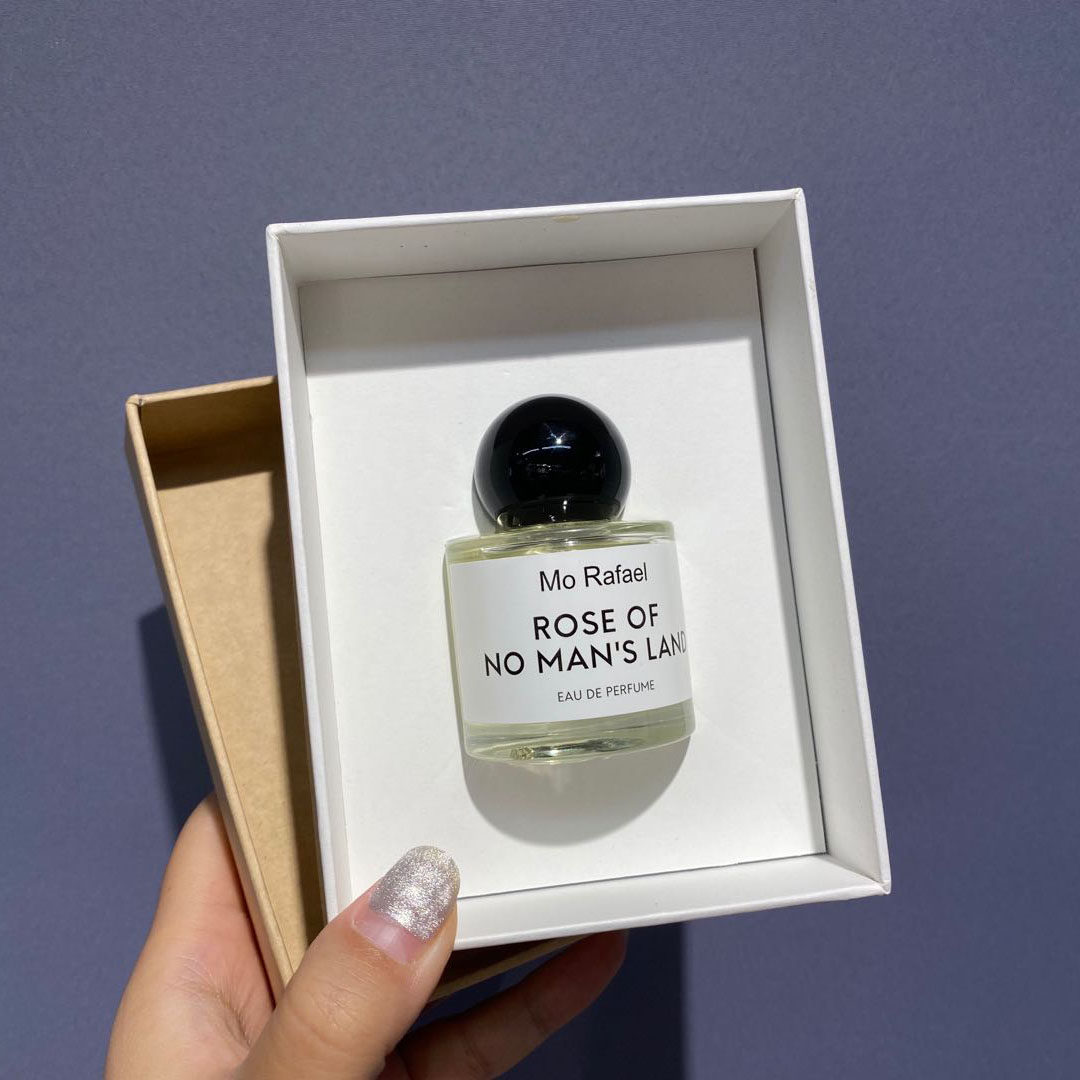 Mo Rafael
ROSE OF
NO MAN'S LAND
EAU DE PERFUME